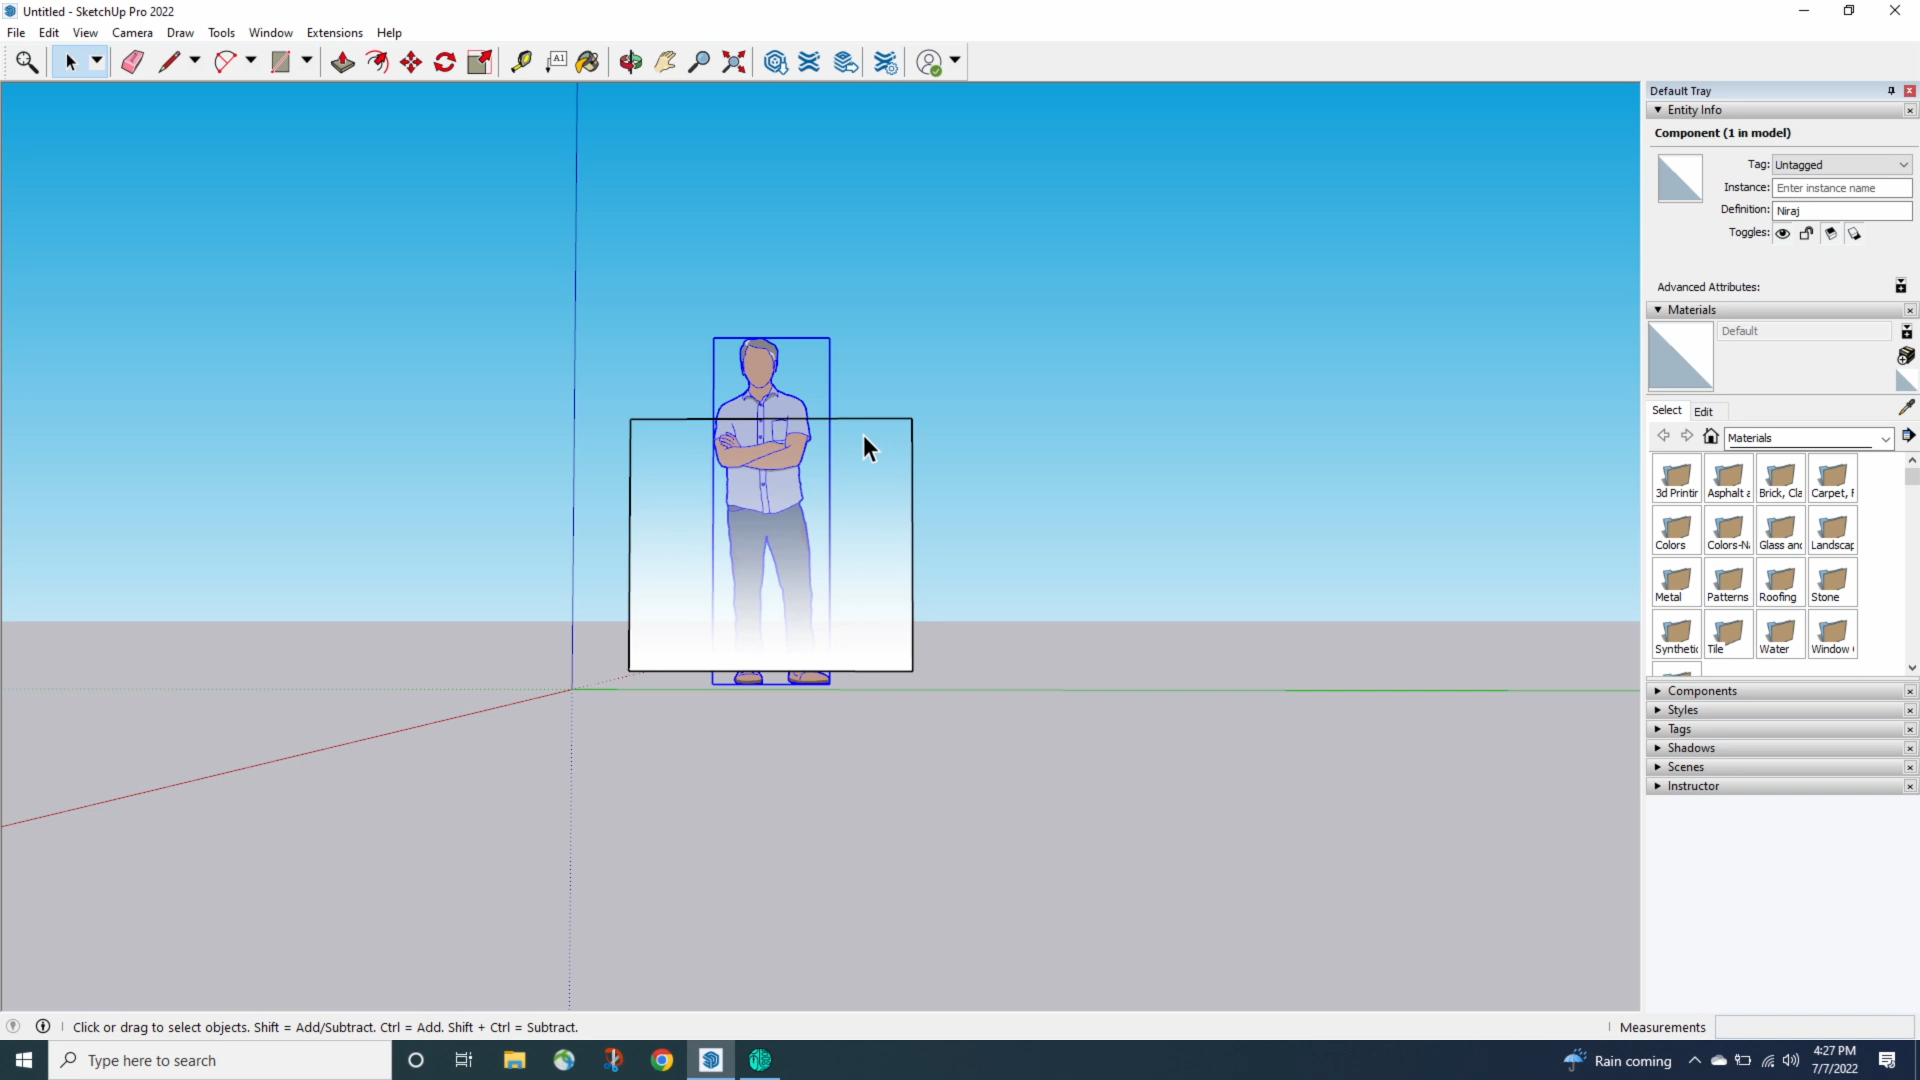 Untitled - SketchUp Pro 2022
File Edit View Camera Draw Tools Window Extensions Help
A1
Default Tray
Entity Info
Component (1 in model)
Tag: Untagged
Instance: Enter instance name
Definition: Niraj
Toggles:
Advanced Attributes:
Materials
Default
Select Edit
Materials
3d Printir Asphalt a Brick, Cla Carpet, F
Colors Colors-Na Glass and Landscap
Metal Patterns Roofing Stone
Synthetic Tile Water Window
Components
Styles
Tags
Shadows
Scenes
Instructor
Click or drag to select objects. Shift = Add/Subtract. Ctrl = Add. Shift + Ctrl = Subtract.
Measurements
Type here to search
Rain coming
4:27 PM
7/7/2022